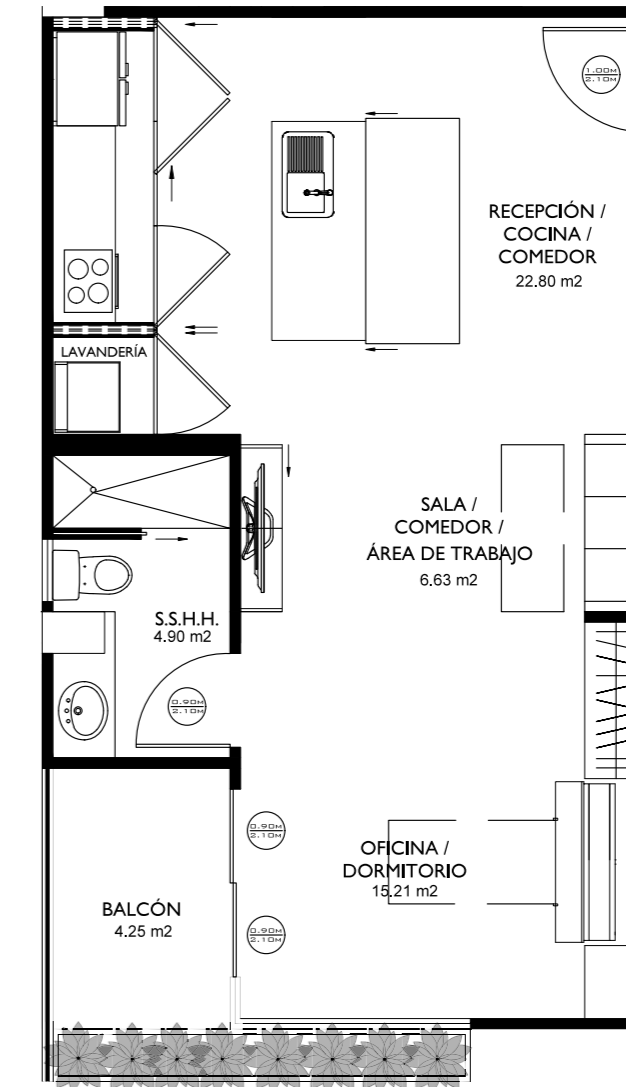 1.00M
2.10M
RECEPCIÓN /
COCINA /
COMEDOR
22.80 m2
LAVANDERÍA
SALA /
COMEDOR /
ÁREA DE TRABAJO
6.63 m2
S.S.H.H.
4.90 m2
0.90M
2.10M
0.90M
2.10M
OFICINA /
DORMITORIO
15.21 m2
BALCÓN
4.25 m2
0.90M
2.10M